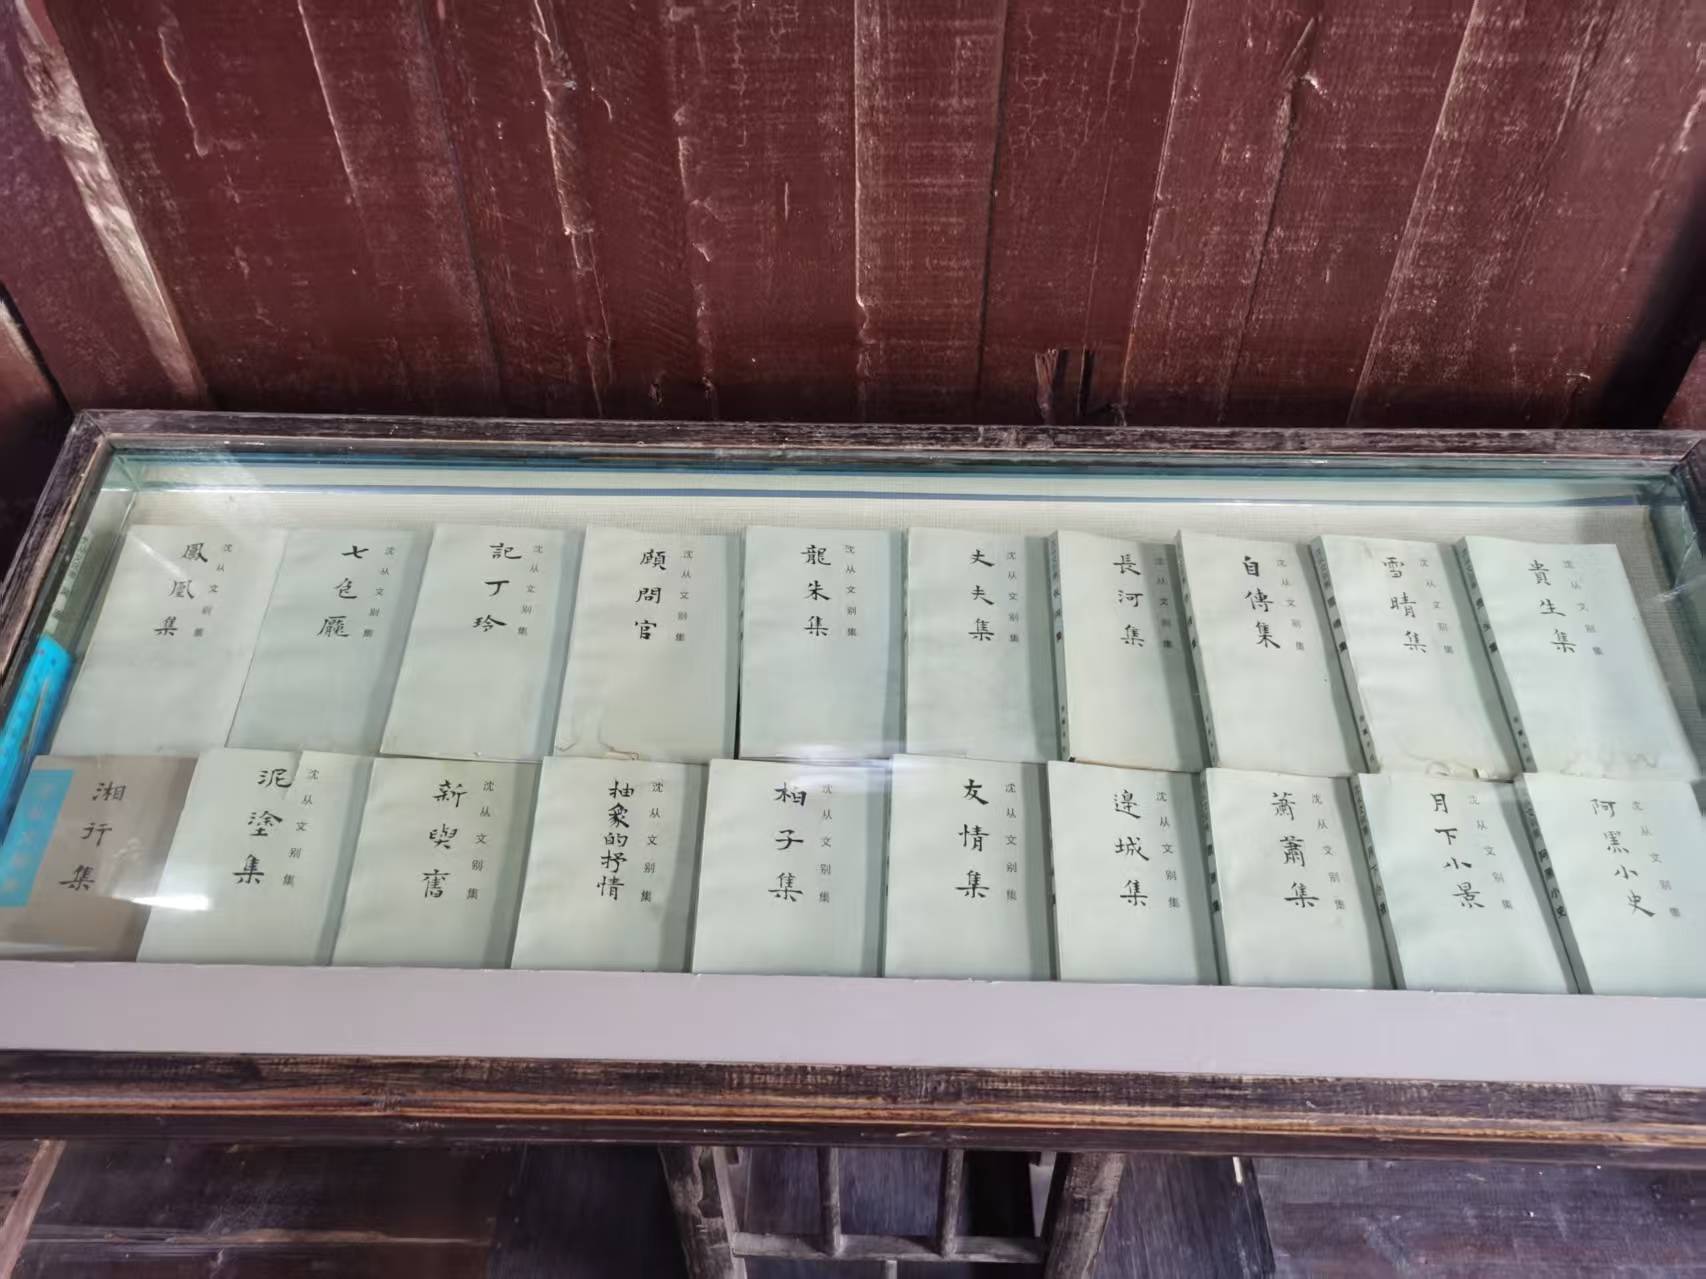 鳳凰集
沈从文别集
七色魘
沈从文别集
記丁玲
沈从文别集
顧問官
沈从文别集
龍朱集
沈从文别集
丈夫集
沈从文别集
長河集
沈从文别集
自傳集
沈从文别集
雪晴集
沈从文别集
貴生集
沈从文别集
湘行集
泥塗集
沈从文别集
新與舊
沈从文别集
抽象的抒情
沈从文别集
柏子集
沈从文别集
友情集
沈从文别集
邊城集
沈从文别集
蕭蕭集
沈从文别集
月下小景
沈从文别集
阿黑小史
沈从文别集